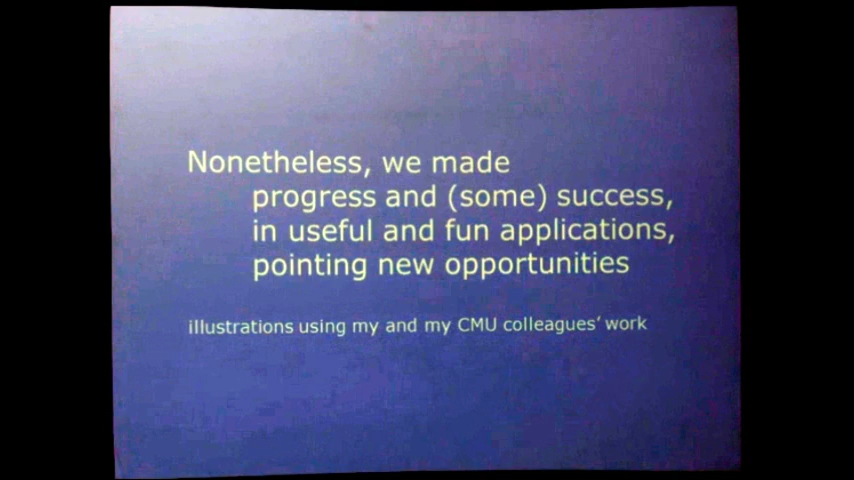 Nonetheless, we made
progress and (some) success,
in useful and fun applications,
pointing new opportunities
illustrations using my and my CMU colleagues’ work